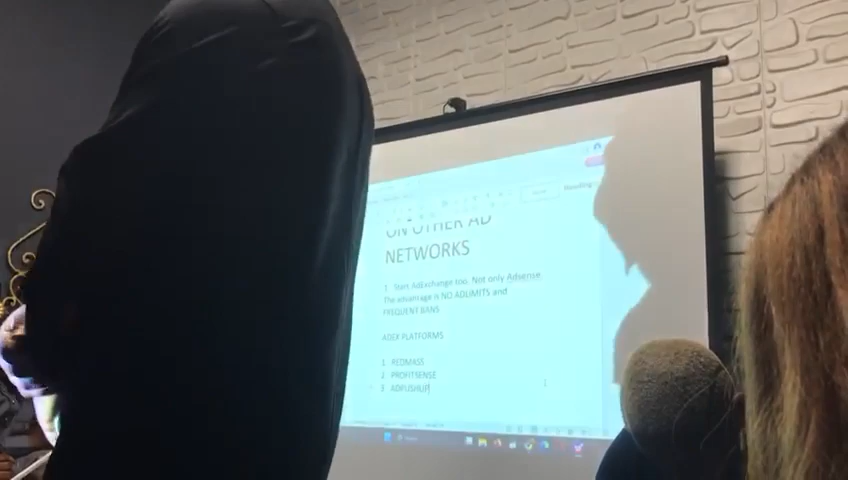 ON OTHER AD
NETWORKS
1. Start AdExchange too. Not only Adsense.
The advantage is NO ADLIMITS and
FREQUENT BANS
ADEX PLATFORMS
1. REDMASS
2. PROFITSENSE
3. ADPUSHUP